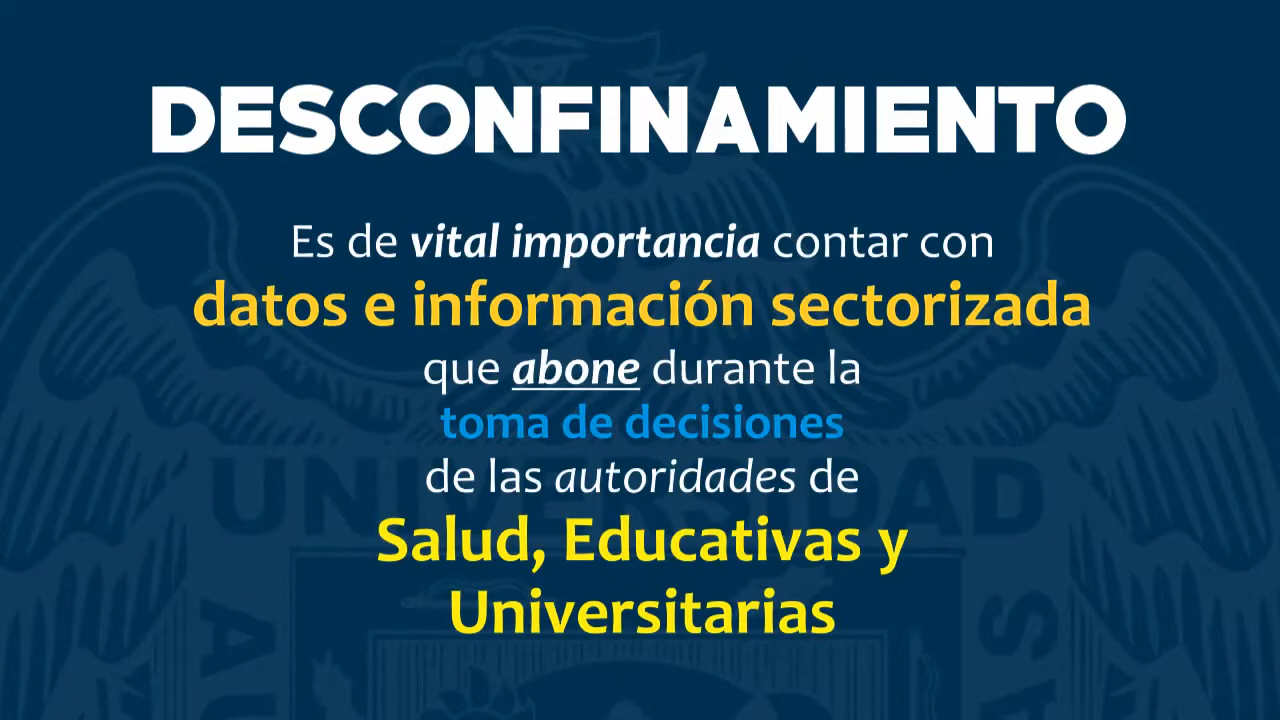 DESCONFINAMIENTO
Es de vital importancia contar con
datos e información sectorizada
que abone durante la
toma de decisiones
de las autoridades de
Salud, Educativas y
Universitarias
UNIVERSIDAD